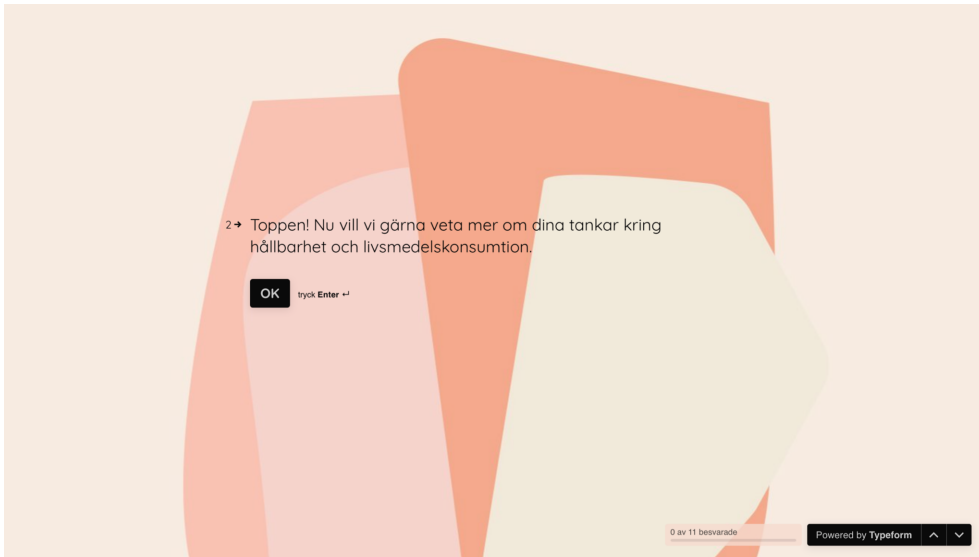 2→ Toppen! Nu vill vi gärna veta mer om dina tankar kring
hållbarhet och livsmedelskonsumtion.
OK tryck Enter ↵
0 av 11 besvarade
Powered by Typeform